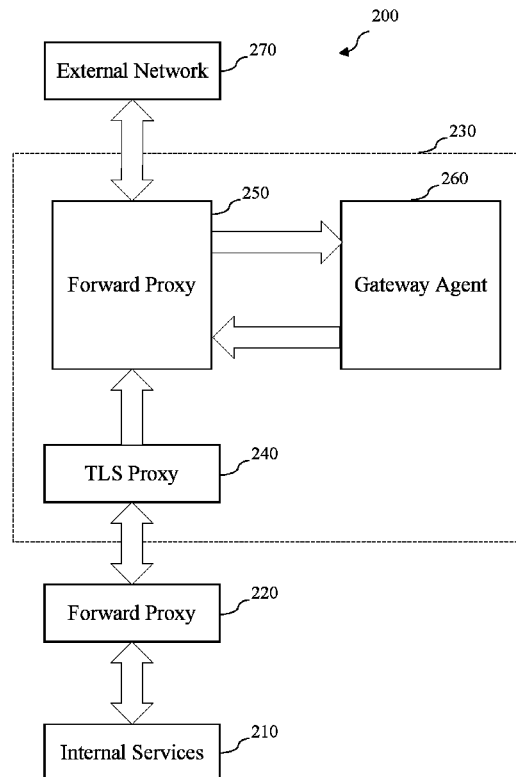 200
270
External Network
230
250
260
Forward Proxy
Gateway Agent
240
TLS Proxy
220
Forward Proxy
210
Internal Services